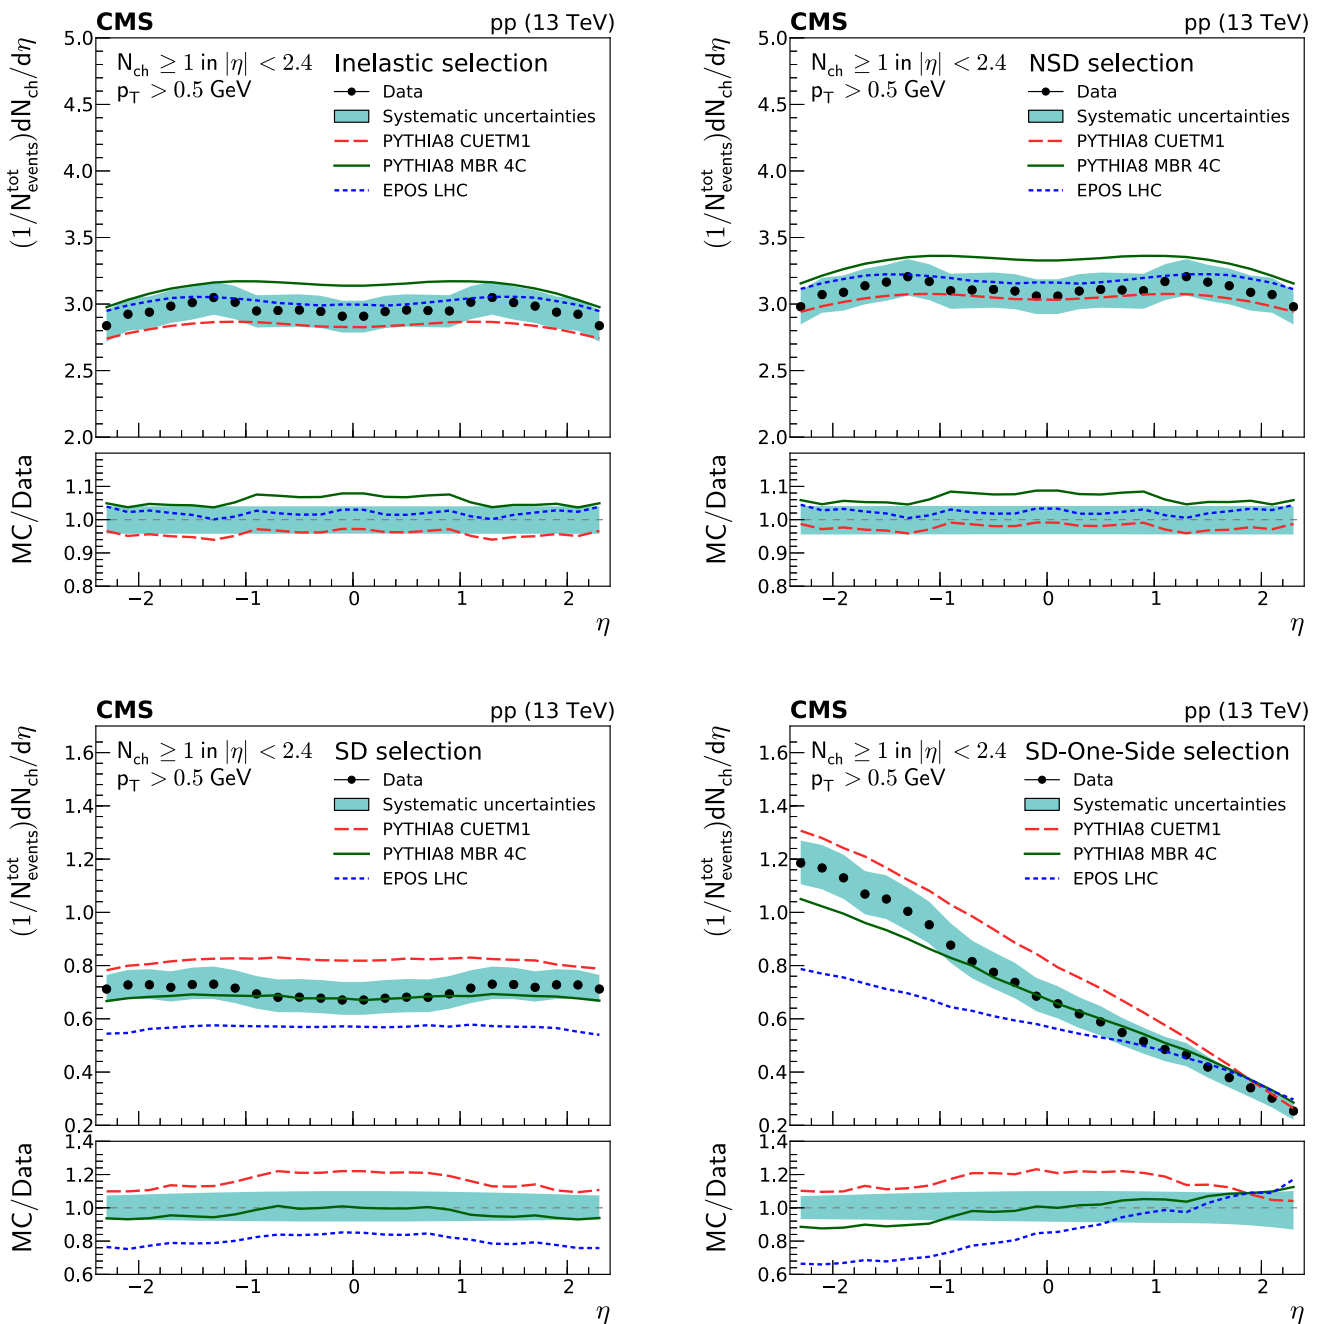 CMS pp (13 TeV)
N_ch ≥ 1 in |η| < 2.4 Inelastic selection
p_T > 0.5 GeV
Data
Systematic uncertainties
PYTHIA8 CUETM1
PYTHIA8 MBR 4C
EPOS LHC
(1/N^tot_events)dN_ch/dη
5.0
4.5
4.0
3.5
3.0
2.5
2.0
MC/Data
1.1
1.0
0.9
0.8
−2 −1 0 1 2
η
CMS pp (13 TeV)
N_ch ≥ 1 in |η| < 2.4 NSD selection
p_T > 0.5 GeV
Data
Systematic uncertainties
PYTHIA8 CUETM1
PYTHIA8 MBR 4C
EPOS LHC
(1/N^tot_events)dN_ch/dη
5.0
4.5
4.0
3.5
3.0
2.5
2.0
MC/Data
1.1
1.0
0.9
0.8
−2 −1 0 1 2
η
CMS pp (13 TeV)
N_ch ≥ 1 in |η| < 2.4 SD selection
p_T > 0.5 GeV
Data
Systematic uncertainties
PYTHIA8 CUETM1
PYTHIA8 MBR 4C
EPOS LHC
(1/N^tot_events)dN_ch/dη
1.6
1.4
1.2
1.0
0.8
0.6
0.4
0.2
MC/Data
1.4
1.2
1.0
0.8
0.6
−2 −1 0 1 2
η
CMS pp (13 TeV)
N_ch ≥ 1 in |η| < 2.4 SD-One-Side selection
p_T > 0.5 GeV
Data
Systematic uncertainties
PYTHIA8 CUETM1
PYTHIA8 MBR 4C
EPOS LHC
(1/N^tot_events)dN_ch/dη
1.6
1.4
1.2
1.0
0.8
0.6
0.4
0.2
MC/Data
1.4
1.2
1.0
0.8
0.6
−2 −1 0 1 2
η